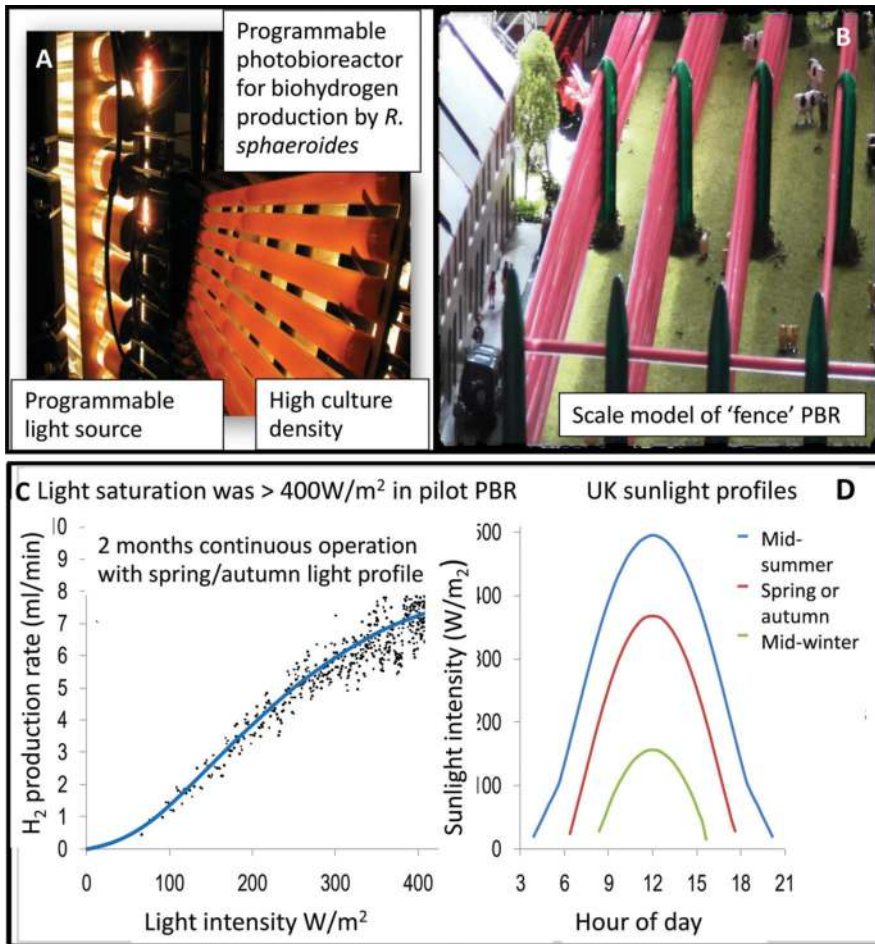 A
Programmable
photobioreactor
for biohydrogen
production by R.
sphaeroides
Programmable
light source
High culture
density
B
Scale model of 'fence' PBR
C Light saturation was > 400W/m² in pilot PBR
2 months continuous operation
with spring/autumn light profile
H₂ production rate (ml/min)
0
9
8
7
6
5
4
3
2
1
0
0 100 200 300 400
Light intensity W/m²
UK sunlight profiles D
Sunlight intensity (W/m₂)
500
400
300
200
100
0
3 6 9 12 15 18 21
Hour of day
Mid-
summer
Spring or
autumn
Mid-winter